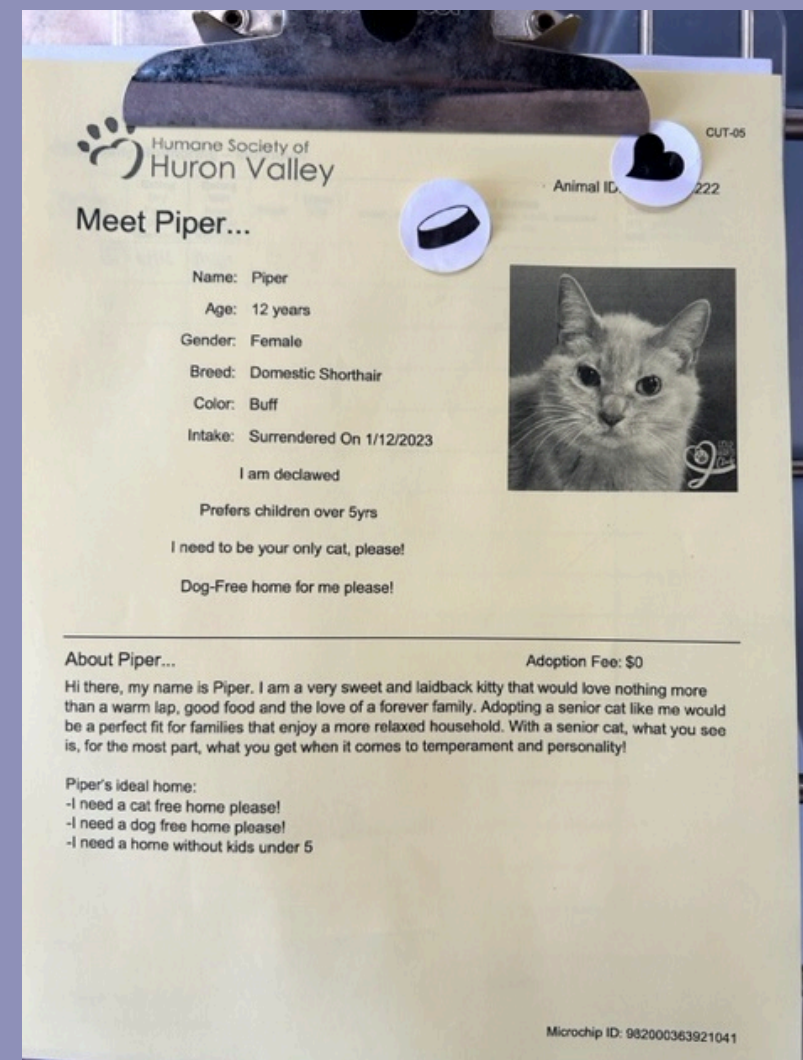 CUT-05
Humane Society of
Huron Valley
Animal ID: 222
Meet Piper...
Name: Piper
Age: 12 years
Gender: Female
Breed: Domestic Shorthair
Color: Buff
Intake: Surrendered On 1/12/2023
I am declawed
Prefers children over 5yrs
I need to be your only cat, please!
Dog-Free home for me please!
About Piper...
Adoption Fee: $0
Hi there, my name is Piper. I am a very sweet and laidback kitty that would love nothing more
than a warm lap, good food and the love of a forever family. Adopting a senior cat like me would
be a perfect fit for families that enjoy a more relaxed household. With a senior cat, what you see
is, for the most part, what you get when it comes to temperament and personality!
Piper's ideal home:
-I need a cat free home please!
-I need a dog free home please!
-I need a home without kids under 5
Microchip ID: 982000363921041